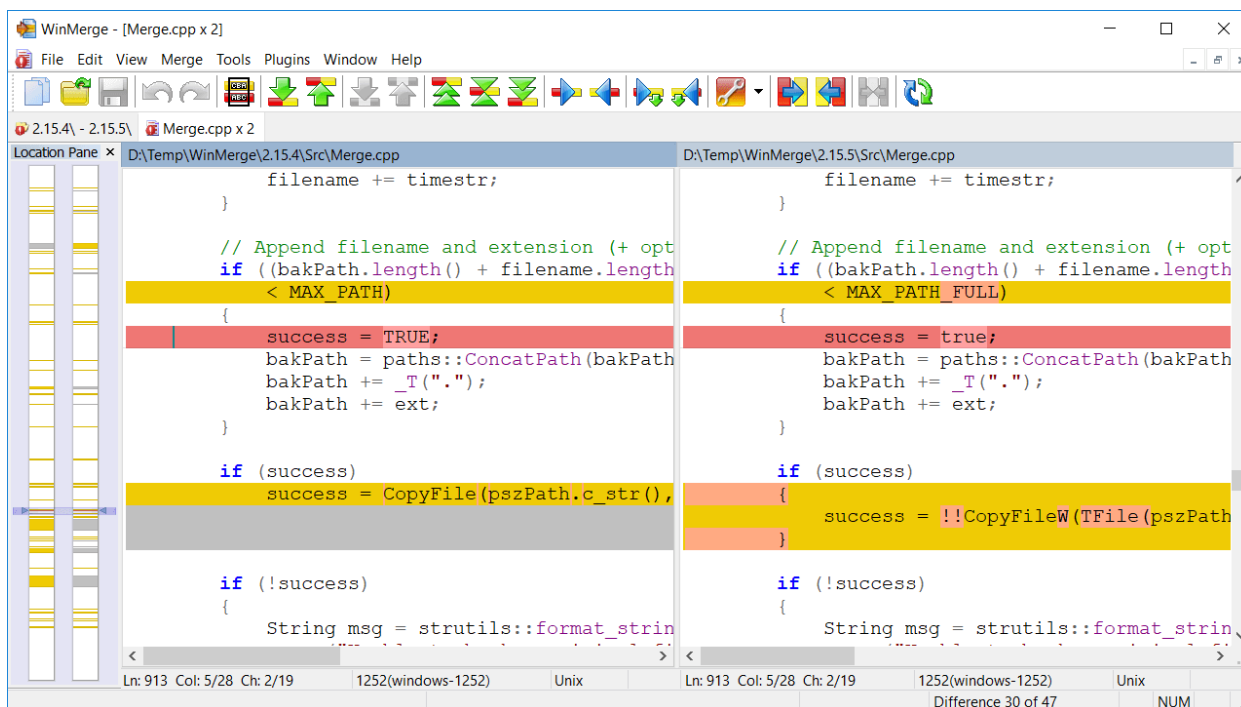 WinMerge - [Merge.cpp x 2]
File Edit View Merge Tools Plugins Window Help
CBA
ABC
2.15.4\ - 2.15.5\ Merge.cpp x 2
Location Pane ×
D:\Temp\WinMerge\2.15.4\Src\Merge.cpp
filename += timestr;
}
// Append filename and extension (+ opt
if ((bakPath.length() + filename.length
< MAX_PATH)
{
success = TRUE;
bakPath = paths::ConcatPath(bakPath
bakPath += _T(".");
bakPath += ext;
}
if (success)
success = CopyFile(pszPath.c_str(),
if (!success)
{
String msg = strutils::format_strin
Ln: 913 Col: 5/28 Ch: 2/19 1252(windows-1252) Unix
D:\Temp\WinMerge\2.15.5\Src\Merge.cpp
filename += timestr;
}
// Append filename and extension (+ opt
if ((bakPath.length() + filename.length
< MAX_PATH_FULL)
{
success = true;
bakPath = paths::ConcatPath(bakPath
bakPath += _T(".");
bakPath += ext;
}
if (success)
{
success = !!CopyFileW(TFile(pszPath
}
if (!success)
{
String msg = strutils::format_strin
Ln: 913 Col: 5/28 Ch: 2/19 1252(windows-1252) Unix
Difference 30 of 47 NUM